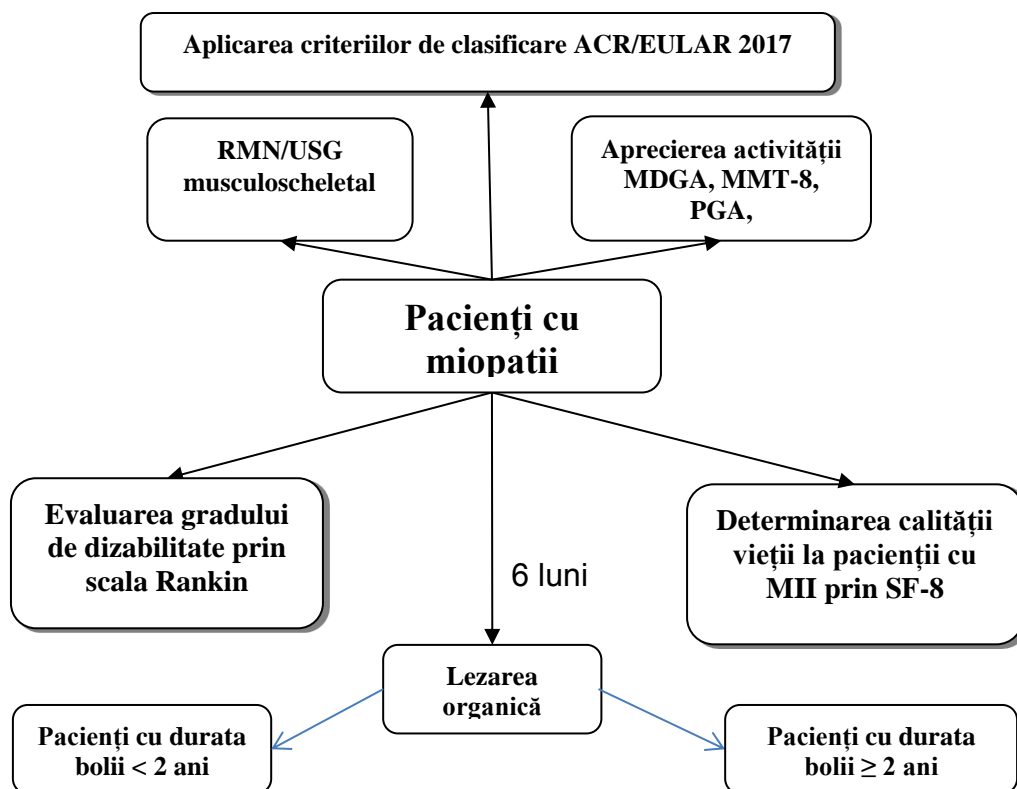 Aplicarea criteriilor de clasificare ACR/EULAR 2017
RMN/USG
musculoscheletal
Aprecierea activității
MDGA, MMT-8,
PGA,
Pacienți cu
miopatii
Evaluarea gradului
de dizabilitate prin
scala Rankin
6 luni
Determinarea calității
vieții la pacienții cu
MII prin SF-8
Lezarea
organică
Pacienți cu durata
bolii < 2 ani
Pacienți cu durata
bolii ≥ 2 ani